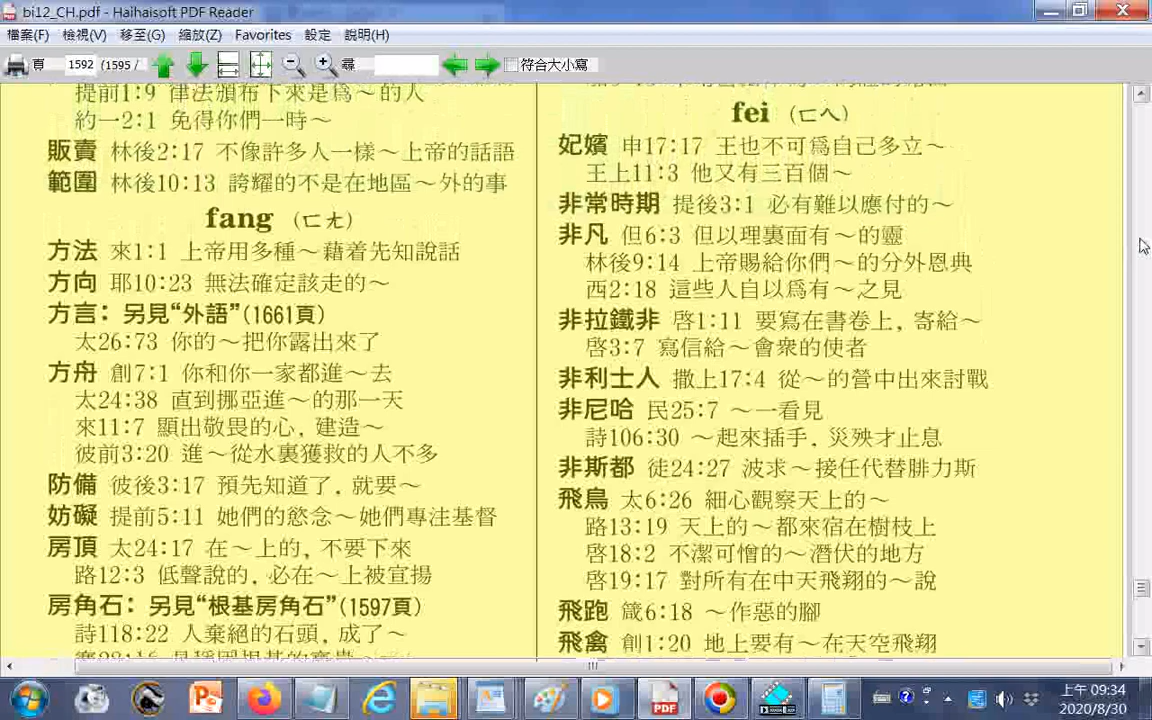 bi12_CH.pdf - Haihaisoft PDF Reader
檔案(F) 檢視(V) 移至(G) 縮放(Z) Favorites 設定 說明(H)
頁 1592 (1595 / 尋 符合大小寫
提前1:9 律法頒布下來是爲～的人
約一2:1 免得你們一時～
販賣 林後2:17 不像許多人一樣～上帝的話語
範圍 林後10:13 誇耀的不是在地區～外的事
fang (ㄈㄤ)
方法 來1:1 上帝用多種～藉着先知說話
方向 耶10:23 無法確定該走的～
方言: 另見“外語”(1661頁)
太26:73 你的～把你露出來了
方舟 創7:1 你和你一家都進～去
太24:38 直到挪亞進～的那一天
來11:7 顯出敬畏的心, 建造～
彼前3:20 進～從水裏獲救的人不多
防備 彼後3:17 預先知道了, 就要～
妨礙 提前5:11 她們的慾念～她們專注基督
房頂 太24:17 在～上的, 不要下來
路12:3 低聲說的, 必在～上被宣揚
房角石: 另見“根基房角石”(1597頁)
詩118:22 人棄絕的石頭, 成了～
fei (ㄈㄟ)
妃嬪 申17:17 王也不可爲自己多立～
王上11:3 他又有三百個～
非常時期 提後3:1 必有難以應付的～
非凡 但6:3 但以理裏面有～的靈
林後9:14 上帝賜給你們～的分外恩典
西2:18 這些人自以爲有～之見
非拉鐵非 啓1:11 要寫在書卷上, 寄給～
啓3:7 寫信給～會衆的使者
非利士人 撒上17:4 從～的營中出來討戰
非尼哈 民25:7 ～一看見
詩106:30 ～起來插手, 災殃才止息
非斯都 徒24:27 波求～接任代替腓力斯
飛鳥 太6:26 細心觀察天上的～
路13:19 天上的～都來宿在樹枝上
啓18:2 不潔可憎的～潛伏的地方
啓19:17 對所有在中天飛翔的～說
飛跑 箴6:18 ～作惡的腳
飛禽 創1:20 地上要有～在天空飛翔
上午 09:34
2020/8/30